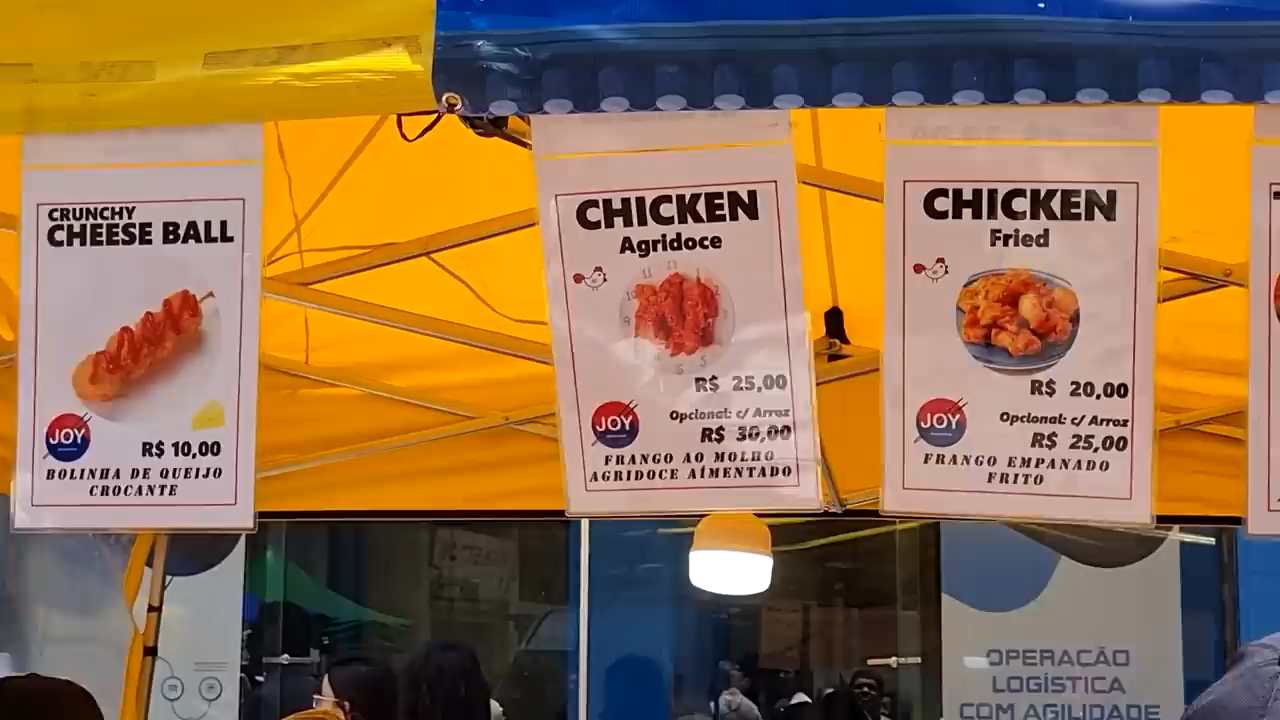 CRUNCHY
CHEESE BALL
JOY
R$ 10,00
BOLINHA DE QUEIJO
CROCANTE
CHICKEN
Agridoce
R$ 25,00
Opcional: c/ Arroz
JOY
R$ 30,00
FRANGO AO MOLHO
AGRIDOCE AÍMENTADO
CHICKEN
Fried
R$ 20,00
Opcional: c/ Arroz
JOY
R$ 25,00
FRANGO EMPANADO
FRITO
OPERAÇÃO
LOGÍSTICA
COM AGILIDADE